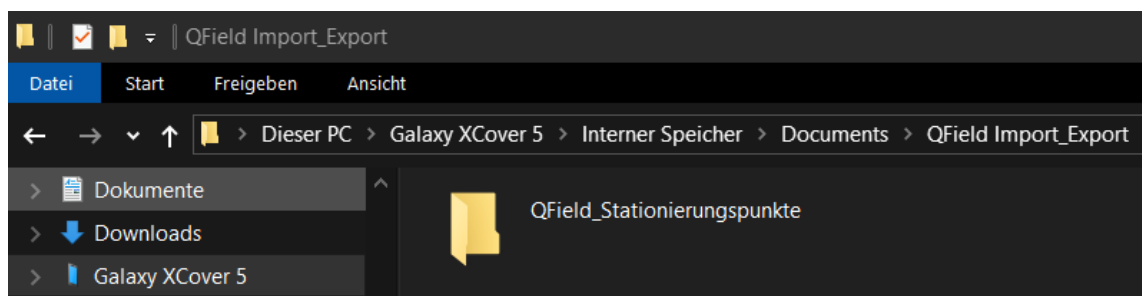 QField Import_Export
Datei Start Freigeben Ansicht
Dieser PC > Galaxy XCover 5 > Interner Speicher > Documents > QField Import_Export
Dokumente
QField_Stationierungspunkte
Downloads
Galaxy XCover 5